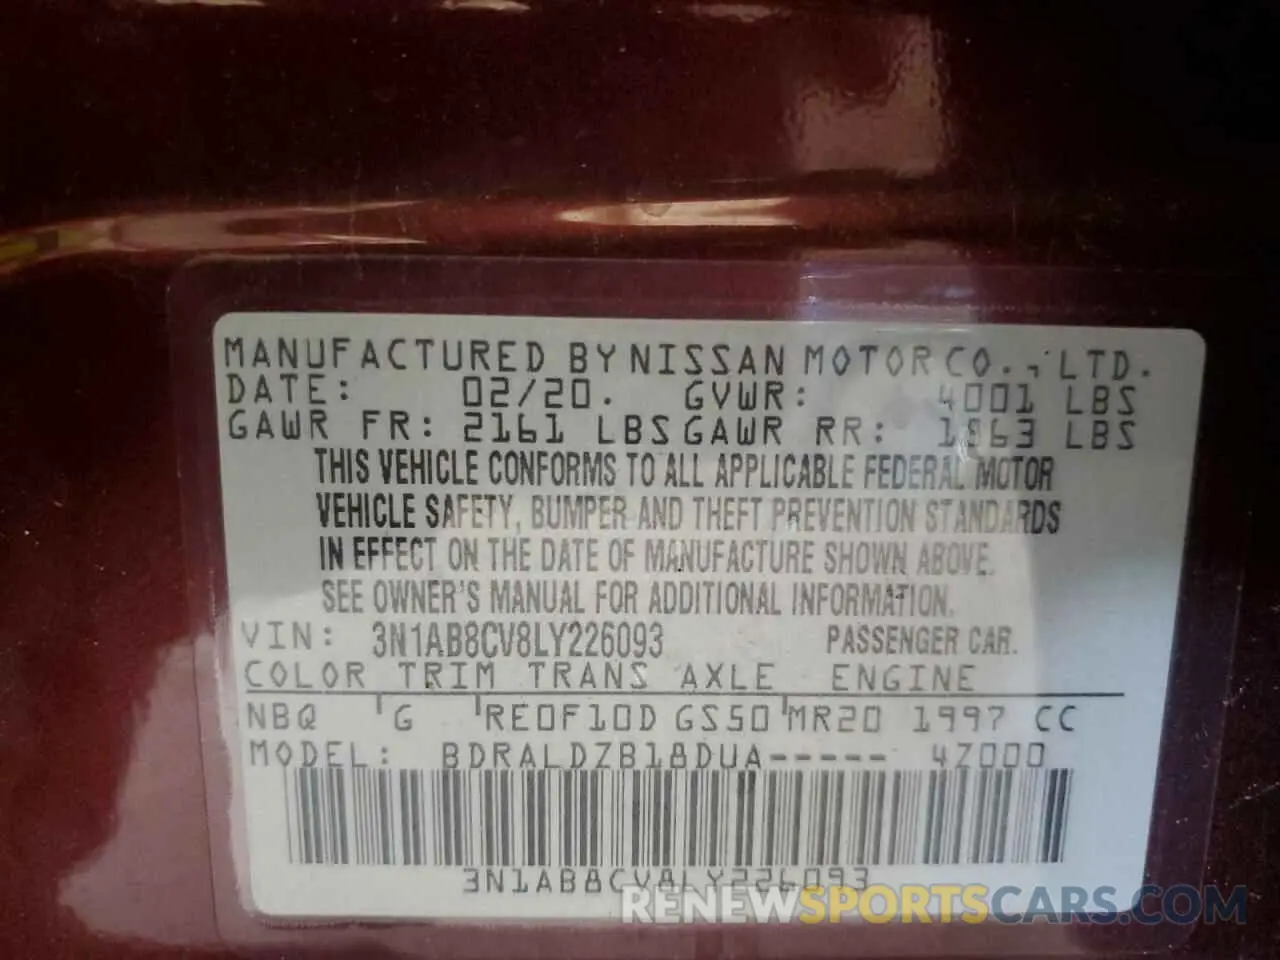 MANUFACTURED BY NISSAN MOTOR CO., LTD.
DATE: 02/20. GVWR: 4001 LBS
GAWR FR: 2161 LBS GAWR RR: 1863 LBS
THIS VEHICLE CONFORMS TO ALL APPLICABLE FEDERAL MOTOR
VEHICLE SAFETY, BUMPER AND THEFT PREVENTION STANDARDS
IN EFFECT ON THE DATE OF MANUFACTURE SHOWN ABOVE.
SEE OWNER'S MANUAL FOR ADDITIONAL INFORMATION.
VIN: 3N1AB8CV8LY226093 PASSENGER CAR.
COLOR TRIM TRANS AXLE ENGINE
NBQ G RE0F10D GS50 MR20 1997 CC
MODEL: BDRALDZB18DUA----- 4Z000
3N1AB8CV8LY226093
RENEWSPORTSCARS.COM